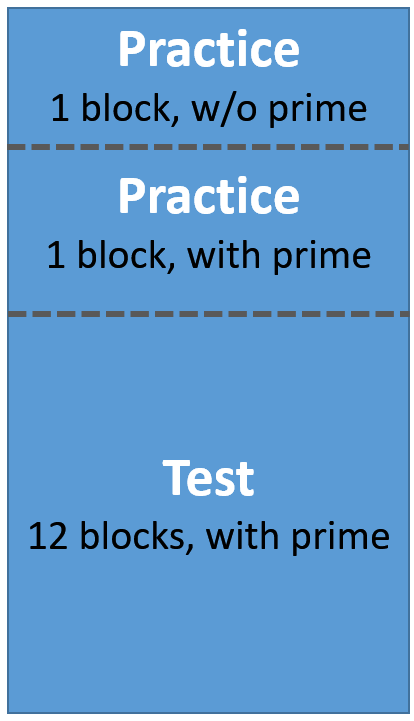 Practice
1 block, w/o prime
Practice
1 block, with prime
Test
12 blocks, with prime